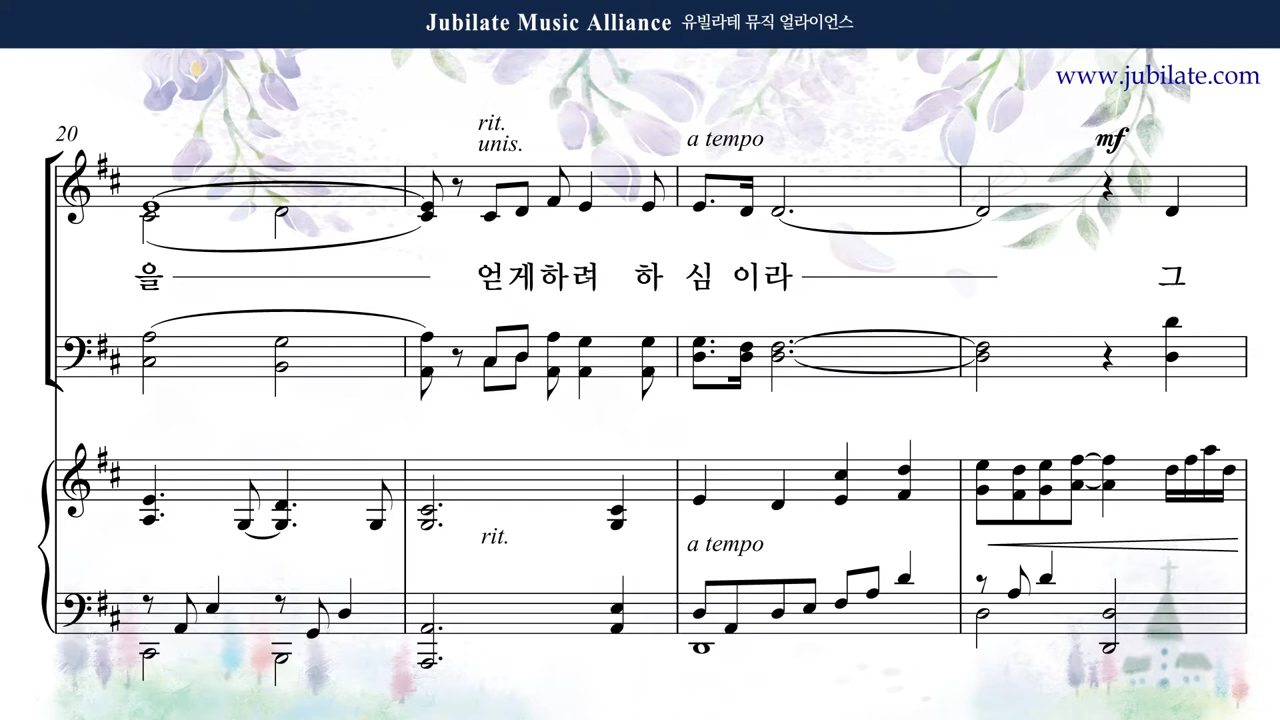 Jubilate Music Alliance 유빌라테 뮤직 얼라이언스
www.jubilate.com
20
rit.
unis.
a tempo
mf
을 얻게하려 하 심 이라 그
rit.
a tempo